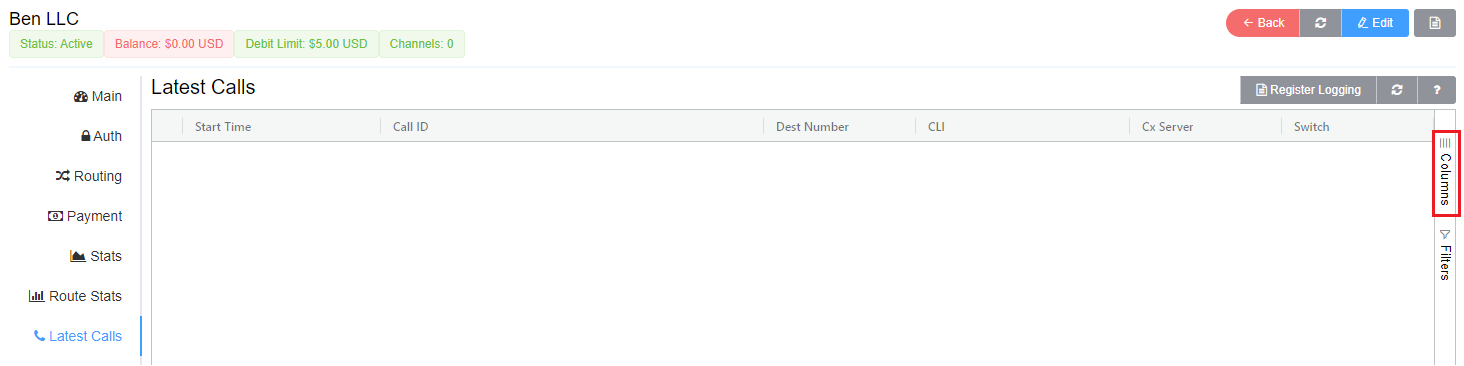 Ben LLC
Back Edit
Status: Active Balance: $0.00 USD Debit Limit: $5.00 USD Channels: 0
Main
Auth
Routing
Payment
Stats
Route Stats
Latest Calls
Latest Calls
Register Logging ?
Start Time Call ID Dest Number CLI Cx Server Switch
Columns
Filters